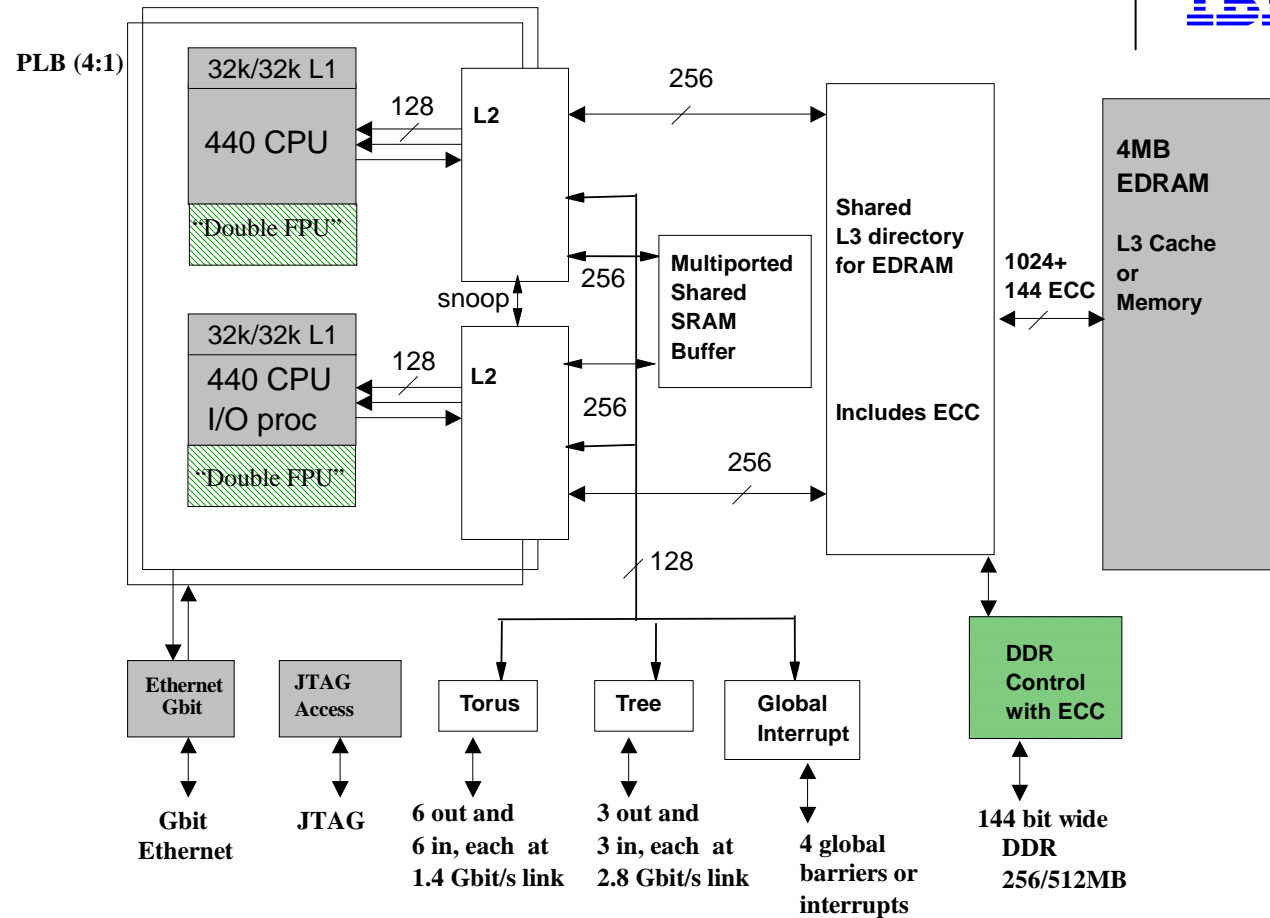 PLB (4:1)
32k/32k L1
440 CPU
“Double FPU”
128
L2
256
Shared
L3 directory
for EDRAM
Includes ECC
4MB
EDRAM
L3 Cache
or
Memory
1024+
144 ECC
256
Multiported
Shared
SRAM
Buffer
snoop
32k/32k L1
440 CPU
I/O proc
“Double FPU”
128
L2
256
256
128
Ethernet
Gbit
JTAG
Access
Torus
Tree
Global
Interrupt
DDR
Control
with ECC
Gbit
Ethernet
JTAG
6 out and
6 in, each at
1.4 Gbit/s link
3 out and
3 in, each at
2.8 Gbit/s link
4 global
barriers or
interrupts
144 bit wide
DDR
256/512MB